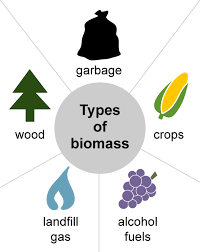 garbage
Types
of
biomass
wood
crops
landfill
gas
alcohol
fuels